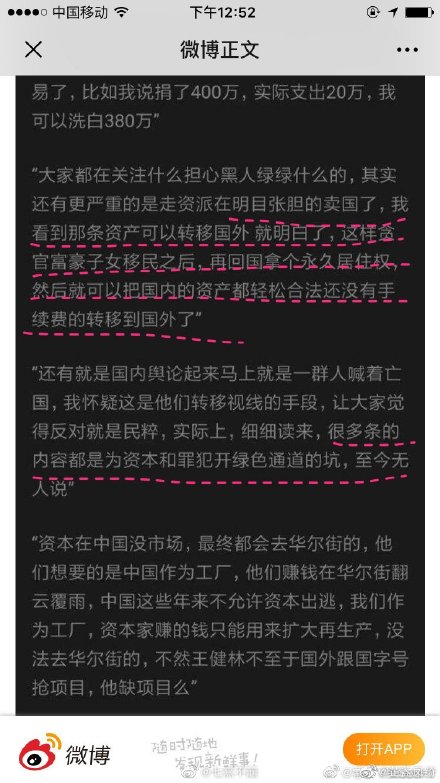 中国移动
下午12:52
微博正文
易了，比如我说捐了400万，实际支出20万，我
可以洗白380万”
“大家都在关注什么担心黑人绿绿什么的，其实
还有更严重的是走资派在明目张胆的卖国了，我
看到那条资产可以转移国外 就明白了，这样贪
官富豪子女移民之后，再回国拿个永久居住权，
然后就可以把国内的资产都轻松合法还没有手
续费的转移到国外了”
“还有就是国内舆论起来马上就是一群人喊着亡
国，我怀疑这是他们转移视线的手段，让大家觉
得反对就是民粹，实际上，细细读来，很多条的
内容都是为资本和罪犯开绿色通道的坑，至今无
人说”
“资本在中国没市场，最终都会去华尔街的，他
们想要的是中国作为工厂，他们赚钱在华尔街翻
云覆雨，中国这些年来不允许资本出逃，我们作
为工厂，资本家赚的钱只能用来扩大再生产，没
法去华尔街的，不然王健林不至于国外跟国字号
抢项目，他缺项目么”
微博
随时随地
发现新鲜事！
打开APP